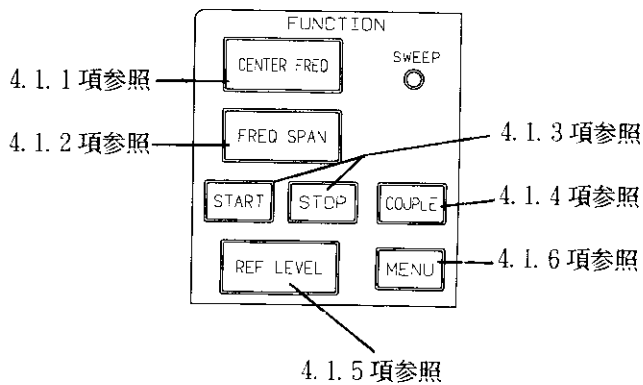 FUNCTION
CENTER FREQ
SWEEP
4.1.1項参照
FREQ SPAN
4.1.2項参照
4.1.3項参照
START
STOP
COUPLE
4.1.4項参照
REF LEVEL
MENU
4.1.6項参照
4.1.5項参照